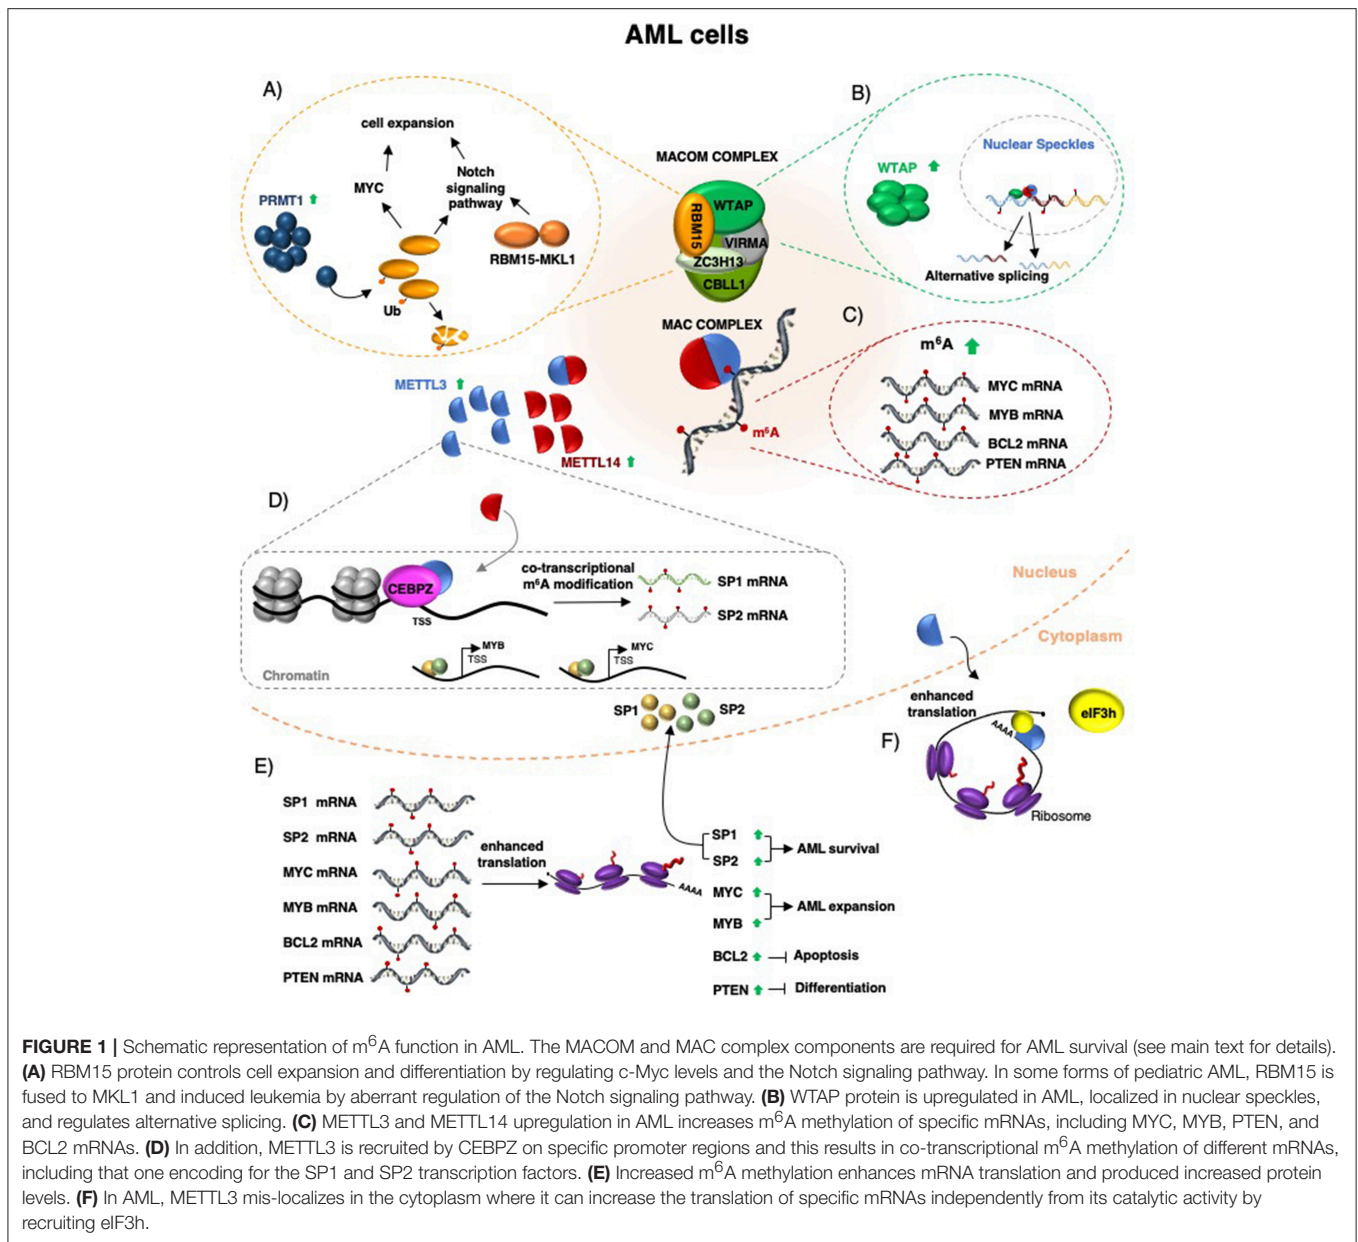 AML cells
A)
cell expansion
MYC
Notch
signaling
pathway
PRMT1
RBM15-MKL1
Ub
MACOM COMPLEX
WTAP
RBM15
VIRMA
ZC3H13
CBLL1
B)
WTAP
Nuclear Speckles
Alternative splicing
MAC COMPLEX
m⁶A
C)
m⁶A
MYC mRNA
MYB mRNA
BCL2 mRNA
PTEN mRNA
METTL3
METTL14
D)
CEBPZ
TSS
co-transcriptional
m⁶A modification
SP1 mRNA
SP2 mRNA
MYB
TSS
MYC
TSS
Chromatin
Nucleus
Cytoplasm
SP1
SP2
enhanced
translation
eIF3h
AAAA
F)
Ribosome
E)
SP1 mRNA
SP2 mRNA
MYC mRNA
MYB mRNA
BCL2 mRNA
PTEN mRNA
enhanced
translation
AAAA
SP1
SP2
AML survival
MYC
MYB
AML expansion
BCL2
Apoptosis
PTEN
Differentiation
FIGURE 1 | Schematic representation of m⁶A function in AML. The MACOM and MAC complex components are required for AML survival (see main text for details).
(A) RBM15 protein controls cell expansion and differentiation by regulating c-Myc levels and the Notch signaling pathway. In some forms of pediatric AML, RBM15 is
fused to MKL1 and induced leukemia by aberrant regulation of the Notch signaling pathway. (B) WTAP protein is upregulated in AML, localized in nuclear speckles,
and regulates alternative splicing. (C) METTL3 and METTL14 upregulation in AML increases m⁶A methylation of specific mRNAs, including MYC, MYB, PTEN, and
BCL2 mRNAs. (D) In addition, METTL3 is recruited by CEBPZ on specific promoter regions and this results in co-transcriptional m⁶A methylation of different mRNAs,
including that one encoding for the SP1 and SP2 transcription factors. (E) Increased m⁶A methylation enhances mRNA translation and produced increased protein
levels. (F) In AML, METTL3 mis-localizes in the cytoplasm where it can increase the translation of specific mRNAs independently from its catalytic activity by
recruiting eIF3h.